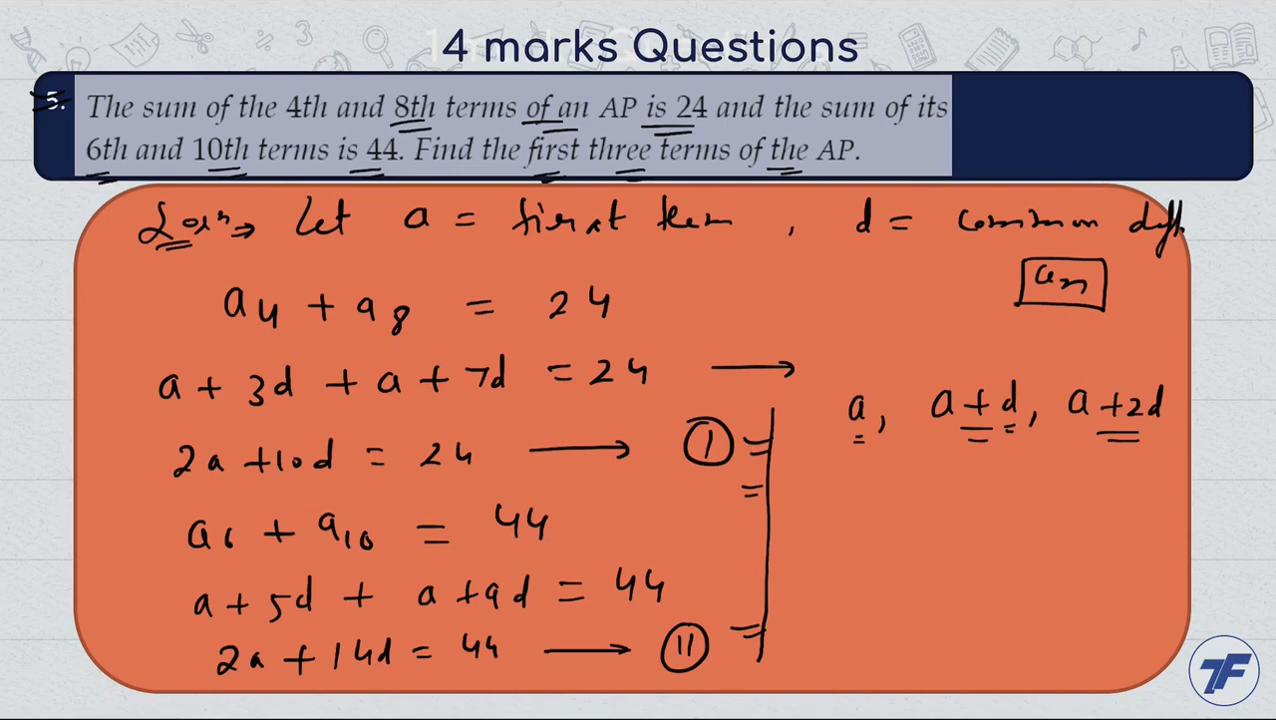 4 marks Questions
5. The sum of the 4th and 8th terms of an AP is 24 and the sum of its
6th and 10th terms is 44. Find the first three terms of the AP.
Soln⇒ Let a = first term , d = common diff.
an
a4 + a8 = 24
a + 3d + a + 7d = 24 ⟶
a, a+d, a+2d
2a + 10d = 24 ⟶ (I)
a6 + a10 = 44
a + 5d + a + 9d = 44
2a + 14d = 44 ⟶ (II)
TF